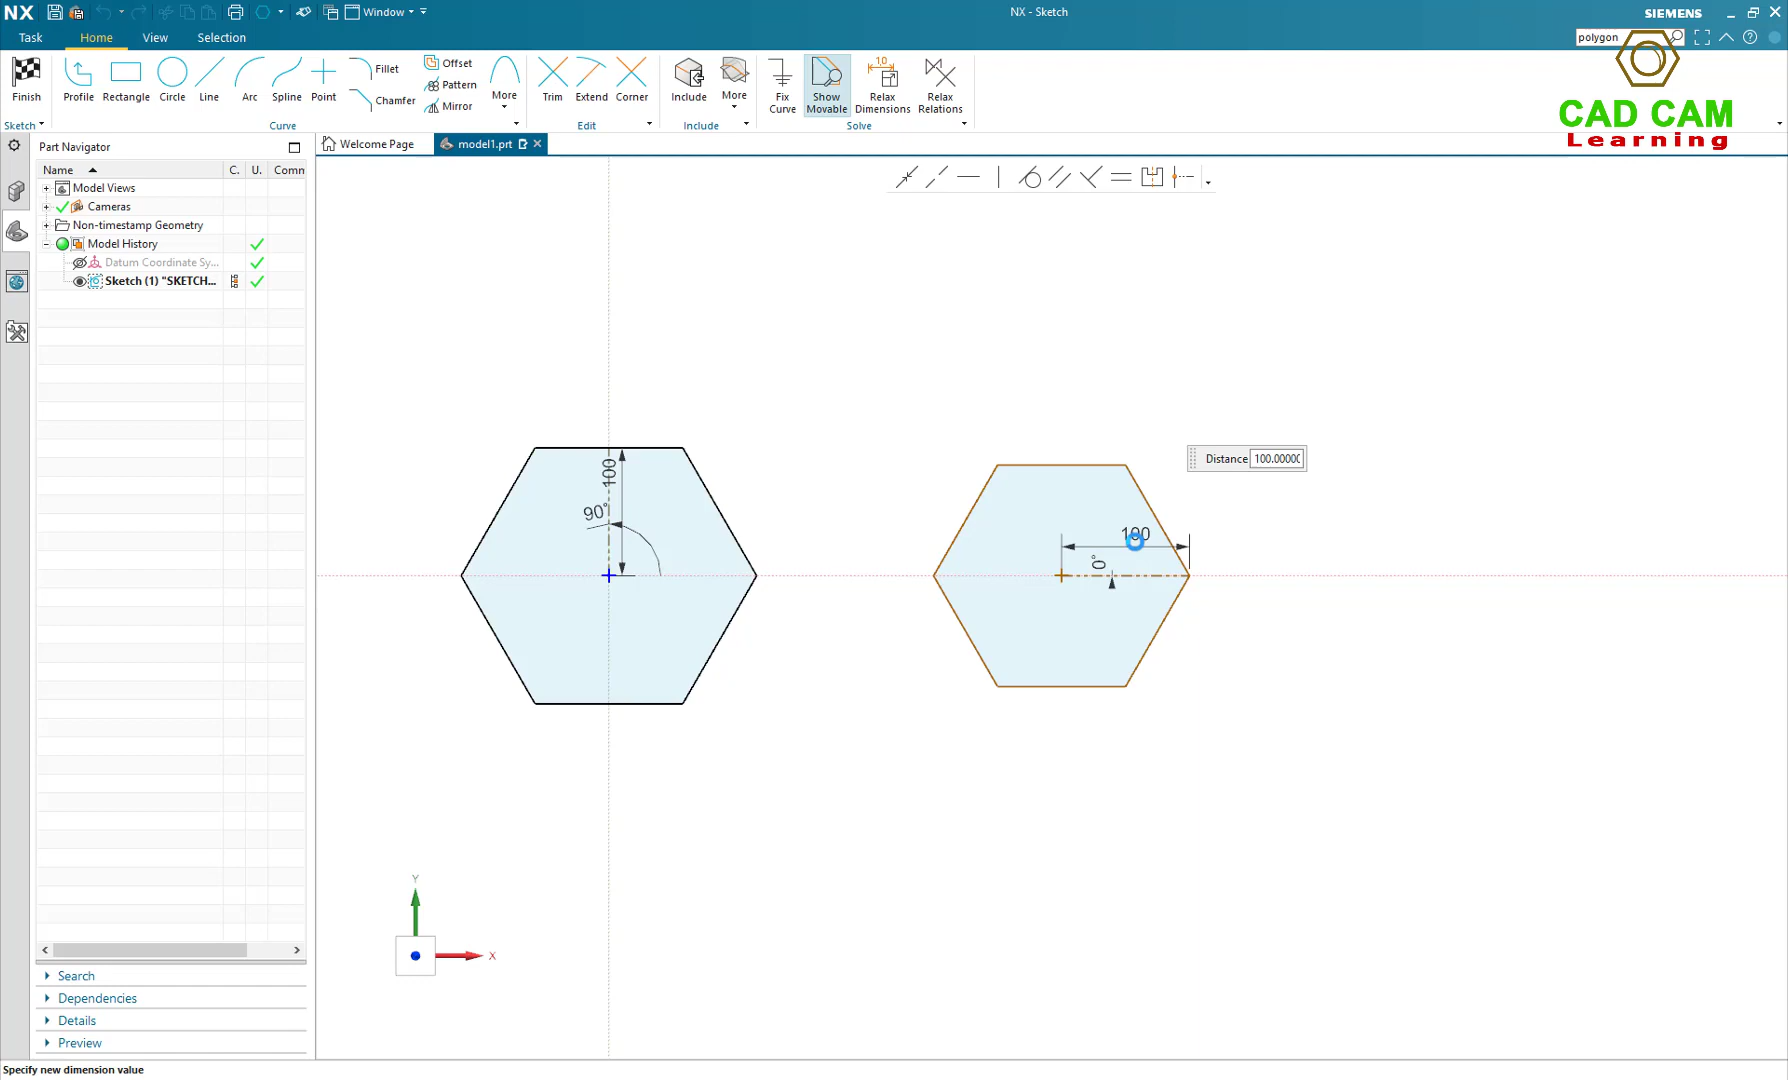 NX
Window
NX - Sketch
SIEMENS
Task
Home
View
Selection
polygon
Finish
Profile
Rectangle
Circle
Line
Arc
Spline
Point
Fillet
Chamfer
Offset
Pattern
Mirror
More
Trim
Extend
Corner
Include
More
Fix
Curve
Show
Movable
Relax
Dimensions
Relax
Relations
Sketch
Curve
Edit
Include
Solve
CAD CAM
Learning
Part Navigator
Welcome Page
model1.prt
Name
C.
U.
Comn
Model Views
Cameras
Non-timestamp Geometry
Model History
Datum Coordinate Sy...
Sketch (1) "SKETCH...
100
90°
Distance
100.0000
100
0°
Y
X
Search
Dependencies
Details
Preview
Specify new dimension value